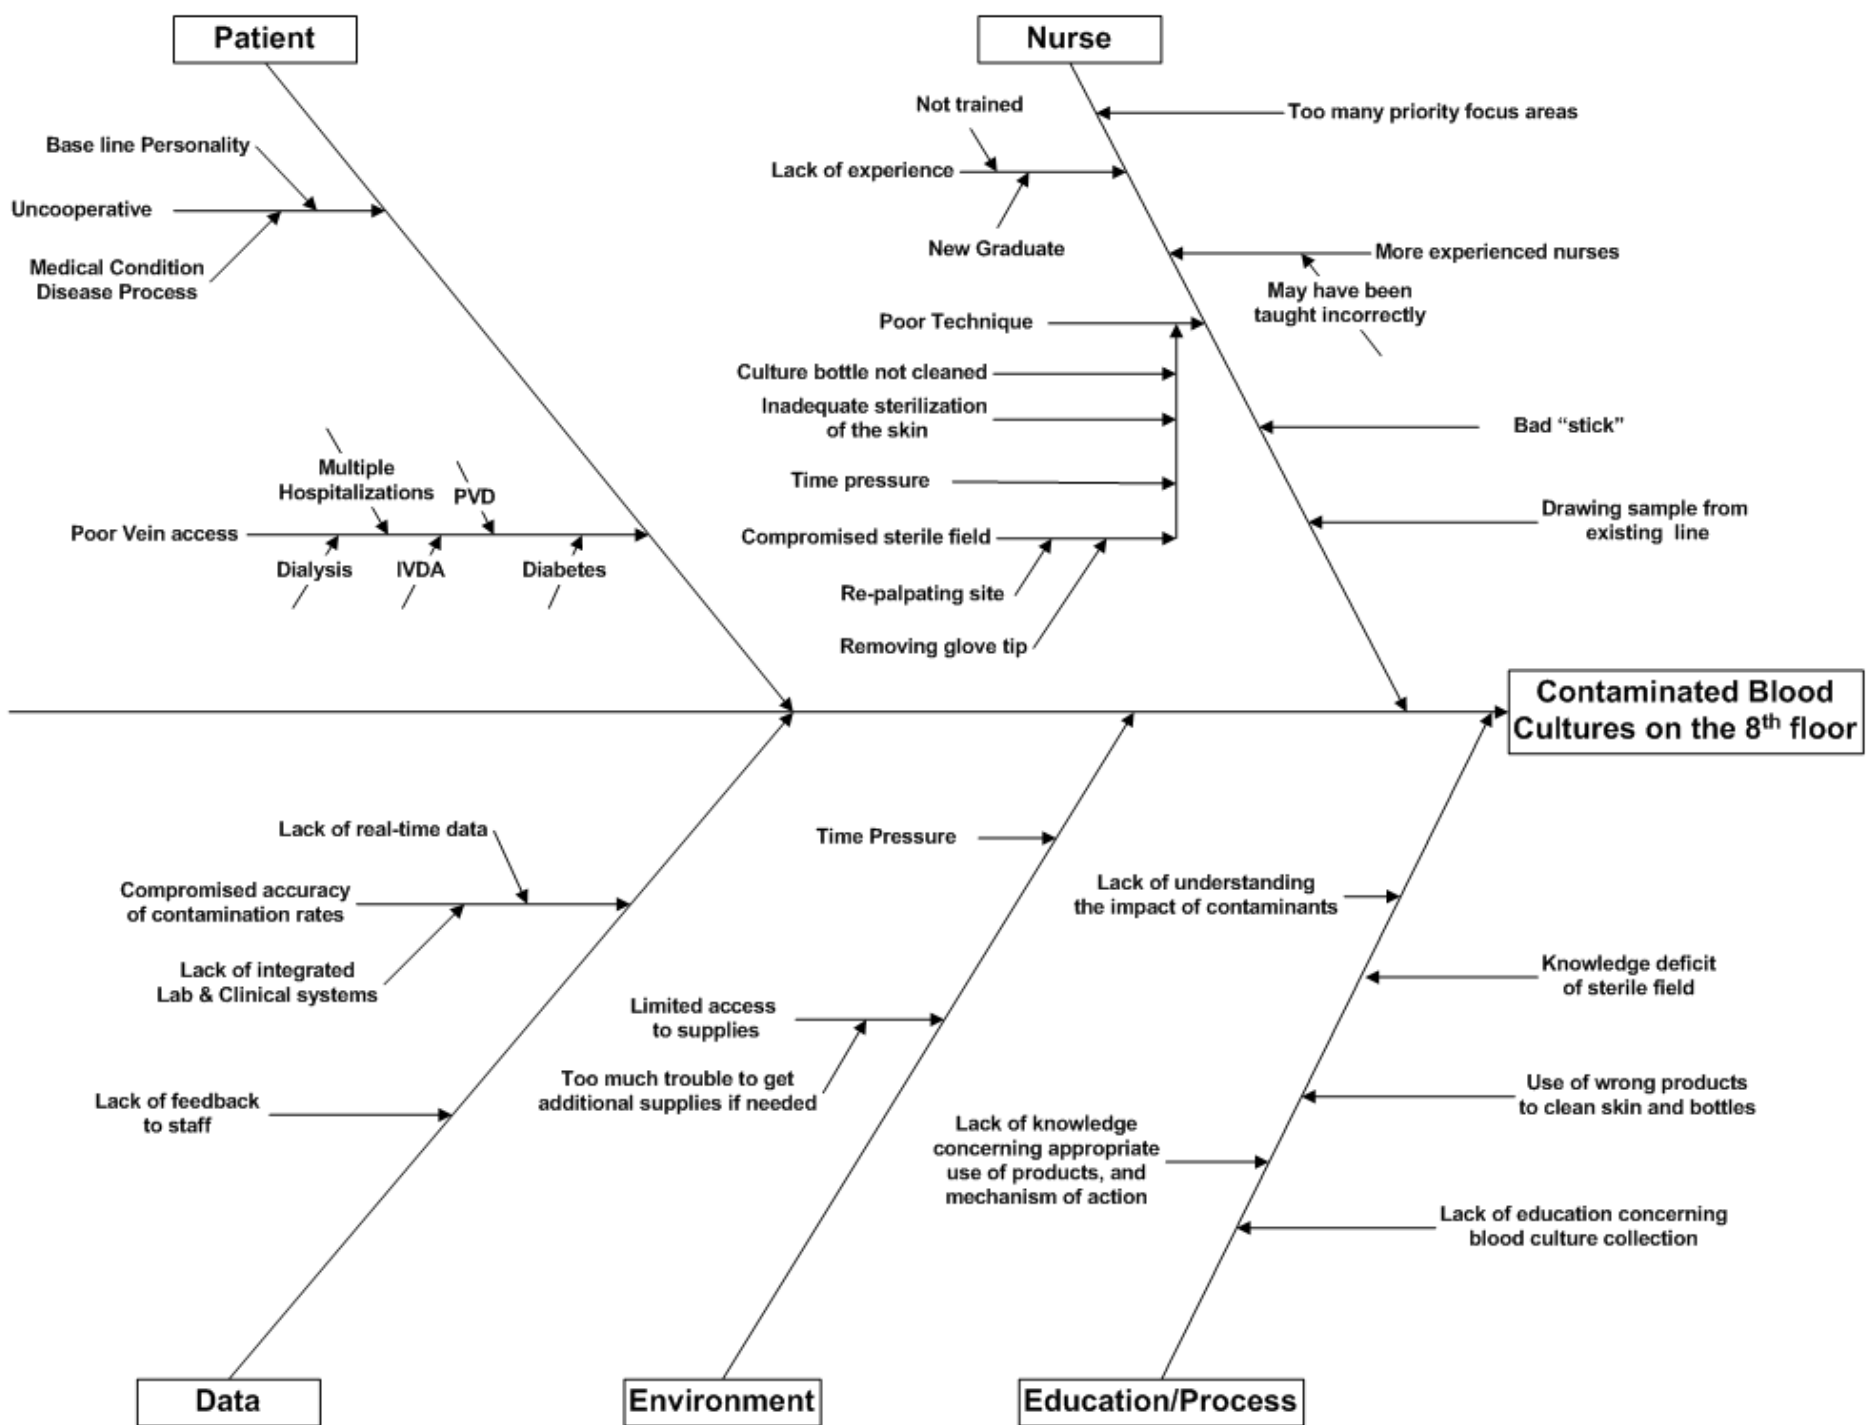 Patient
Nurse
Base line Personality
Uncooperative
Medical Condition
Disease Process
Multiple
Hospitalizations
PVD
Poor Vein access
Dialysis
IVDA
Diabetes
Not trained
Too many priority focus areas
Lack of experience
New Graduate
More experienced nurses
May have been
taught incorrectly
Poor Technique
Culture bottle not cleaned
Inadequate sterilization
of the skin
Time pressure
Compromised sterile field
Re-palpating site
Removing glove tip
Bad “stick”
Drawing sample from
existing line
Contaminated Blood
Cultures on the 8th floor
Lack of real-time data
Compromised accuracy
of contamination rates
Lack of integrated
Lab & Clinical systems
Lack of feedback
to staff
Time Pressure
Limited access
to supplies
Too much trouble to get
additional supplies if needed
Lack of understanding
the impact of contaminants
Knowledge deficit
of sterile field
Use of wrong products
to clean skin and bottles
Lack of knowledge
concerning appropriate
use of products, and
mechanism of action
Lack of education concerning
blood culture collection
Data
Environment
Education/Process